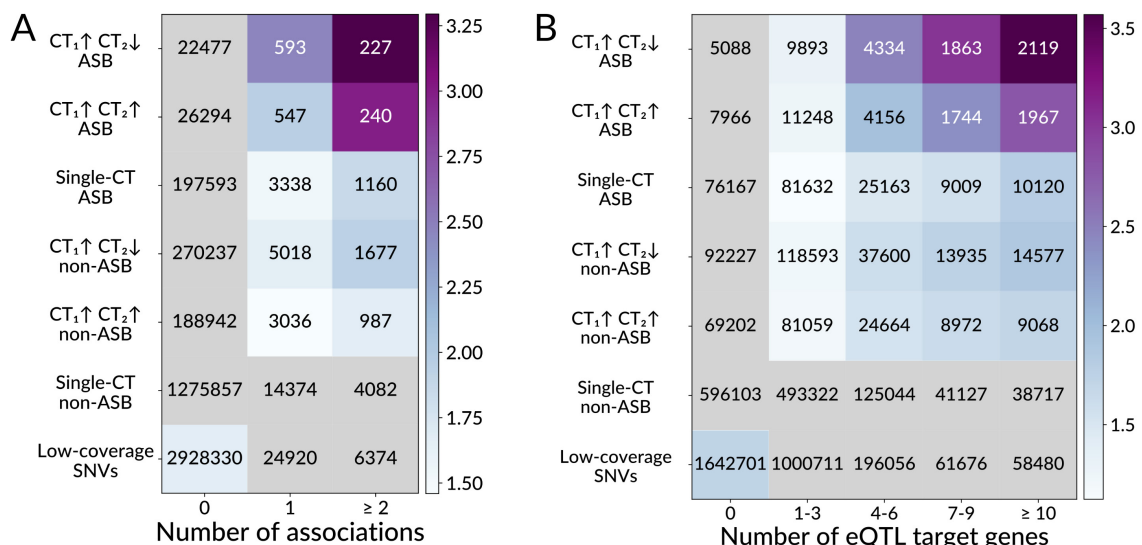 A
CT₁↑ CT₂↓
ASB
22477 593 227
CT₁↑ CT₂↑
ASB
26294 547 240
Single-CT
ASB
197593 3338 1160
CT₁↑ CT₂↓
non-ASB
270237 5018 1677
CT₁↑ CT₂↑
non-ASB
188942 3036 987
Single-CT
non-ASB
1275857 14374 4082
Low-coverage
SNVs
2928330 24920 6374
0 1 ≥ 2
Number of associations
3.25
3.00
2.75
2.50
2.25
2.00
1.75
1.50
B
CT₁↑ CT₂↓
ASB
5088 9893 4334 1863 2119
CT₁↑ CT₂↑
ASB
7966 11248 4156 1744 1967
Single-CT
ASB
76167 81632 25163 9009 10120
CT₁↑ CT₂↓
non-ASB
92227 118593 37600 13935 14577
CT₁↑ CT₂↑
non-ASB
69202 81059 24664 8972 9068
Single-CT
non-ASB
596103 493322 125044 41127 38717
Low-coverage
SNVs
1642701 1000711 196056 61676 58480
0 1-3 4-6 7-9 ≥ 10
Number of eQTL target genes
3.5
3.0
2.5
2.0
1.5